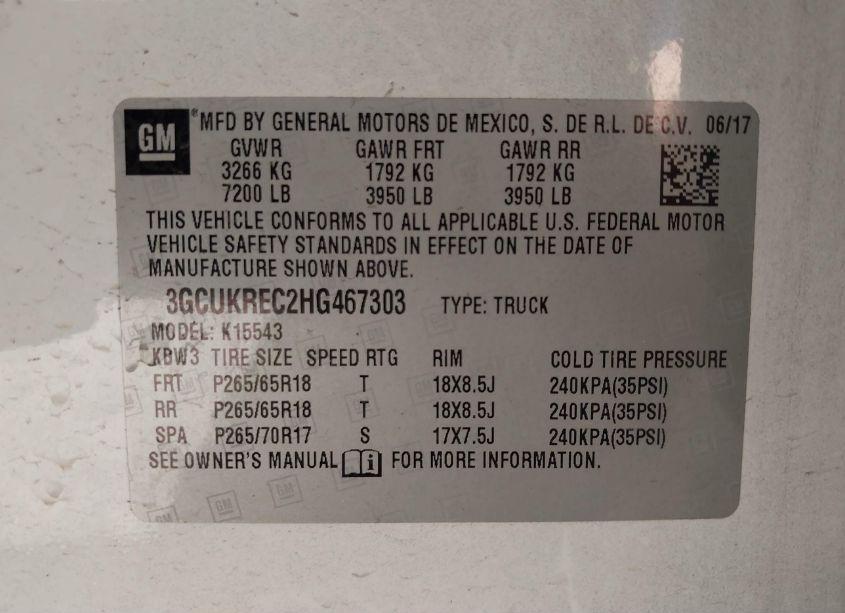 GM
MFD BY GENERAL MOTORS DE MEXICO, S. DE R.L. DE C.V. 06/17
GVWR GAWR FRT GAWR RR
3266 KG 1792 KG 1792 KG
7200 LB 3950 LB 3950 LB
THIS VEHICLE CONFORMS TO ALL APPLICABLE U.S. FEDERAL MOTOR
VEHICLE SAFETY STANDARDS IN EFFECT ON THE DATE OF
MANUFACTURE SHOWN ABOVE.
3GCUKREC2HG467303 TYPE: TRUCK
MODEL: K15543
KBW3 TIRE SIZE SPEED RTG RIM COLD TIRE PRESSURE
FRT P265/65R18 T 18X8.5J 240KPA(35PSI)
RR P265/65R18 T 18X8.5J 240KPA(35PSI)
SPA P265/70R17 S 17X7.5J 240KPA(35PSI)
SEE OWNER'S MANUAL FOR MORE INFORMATION.
GM GM GM